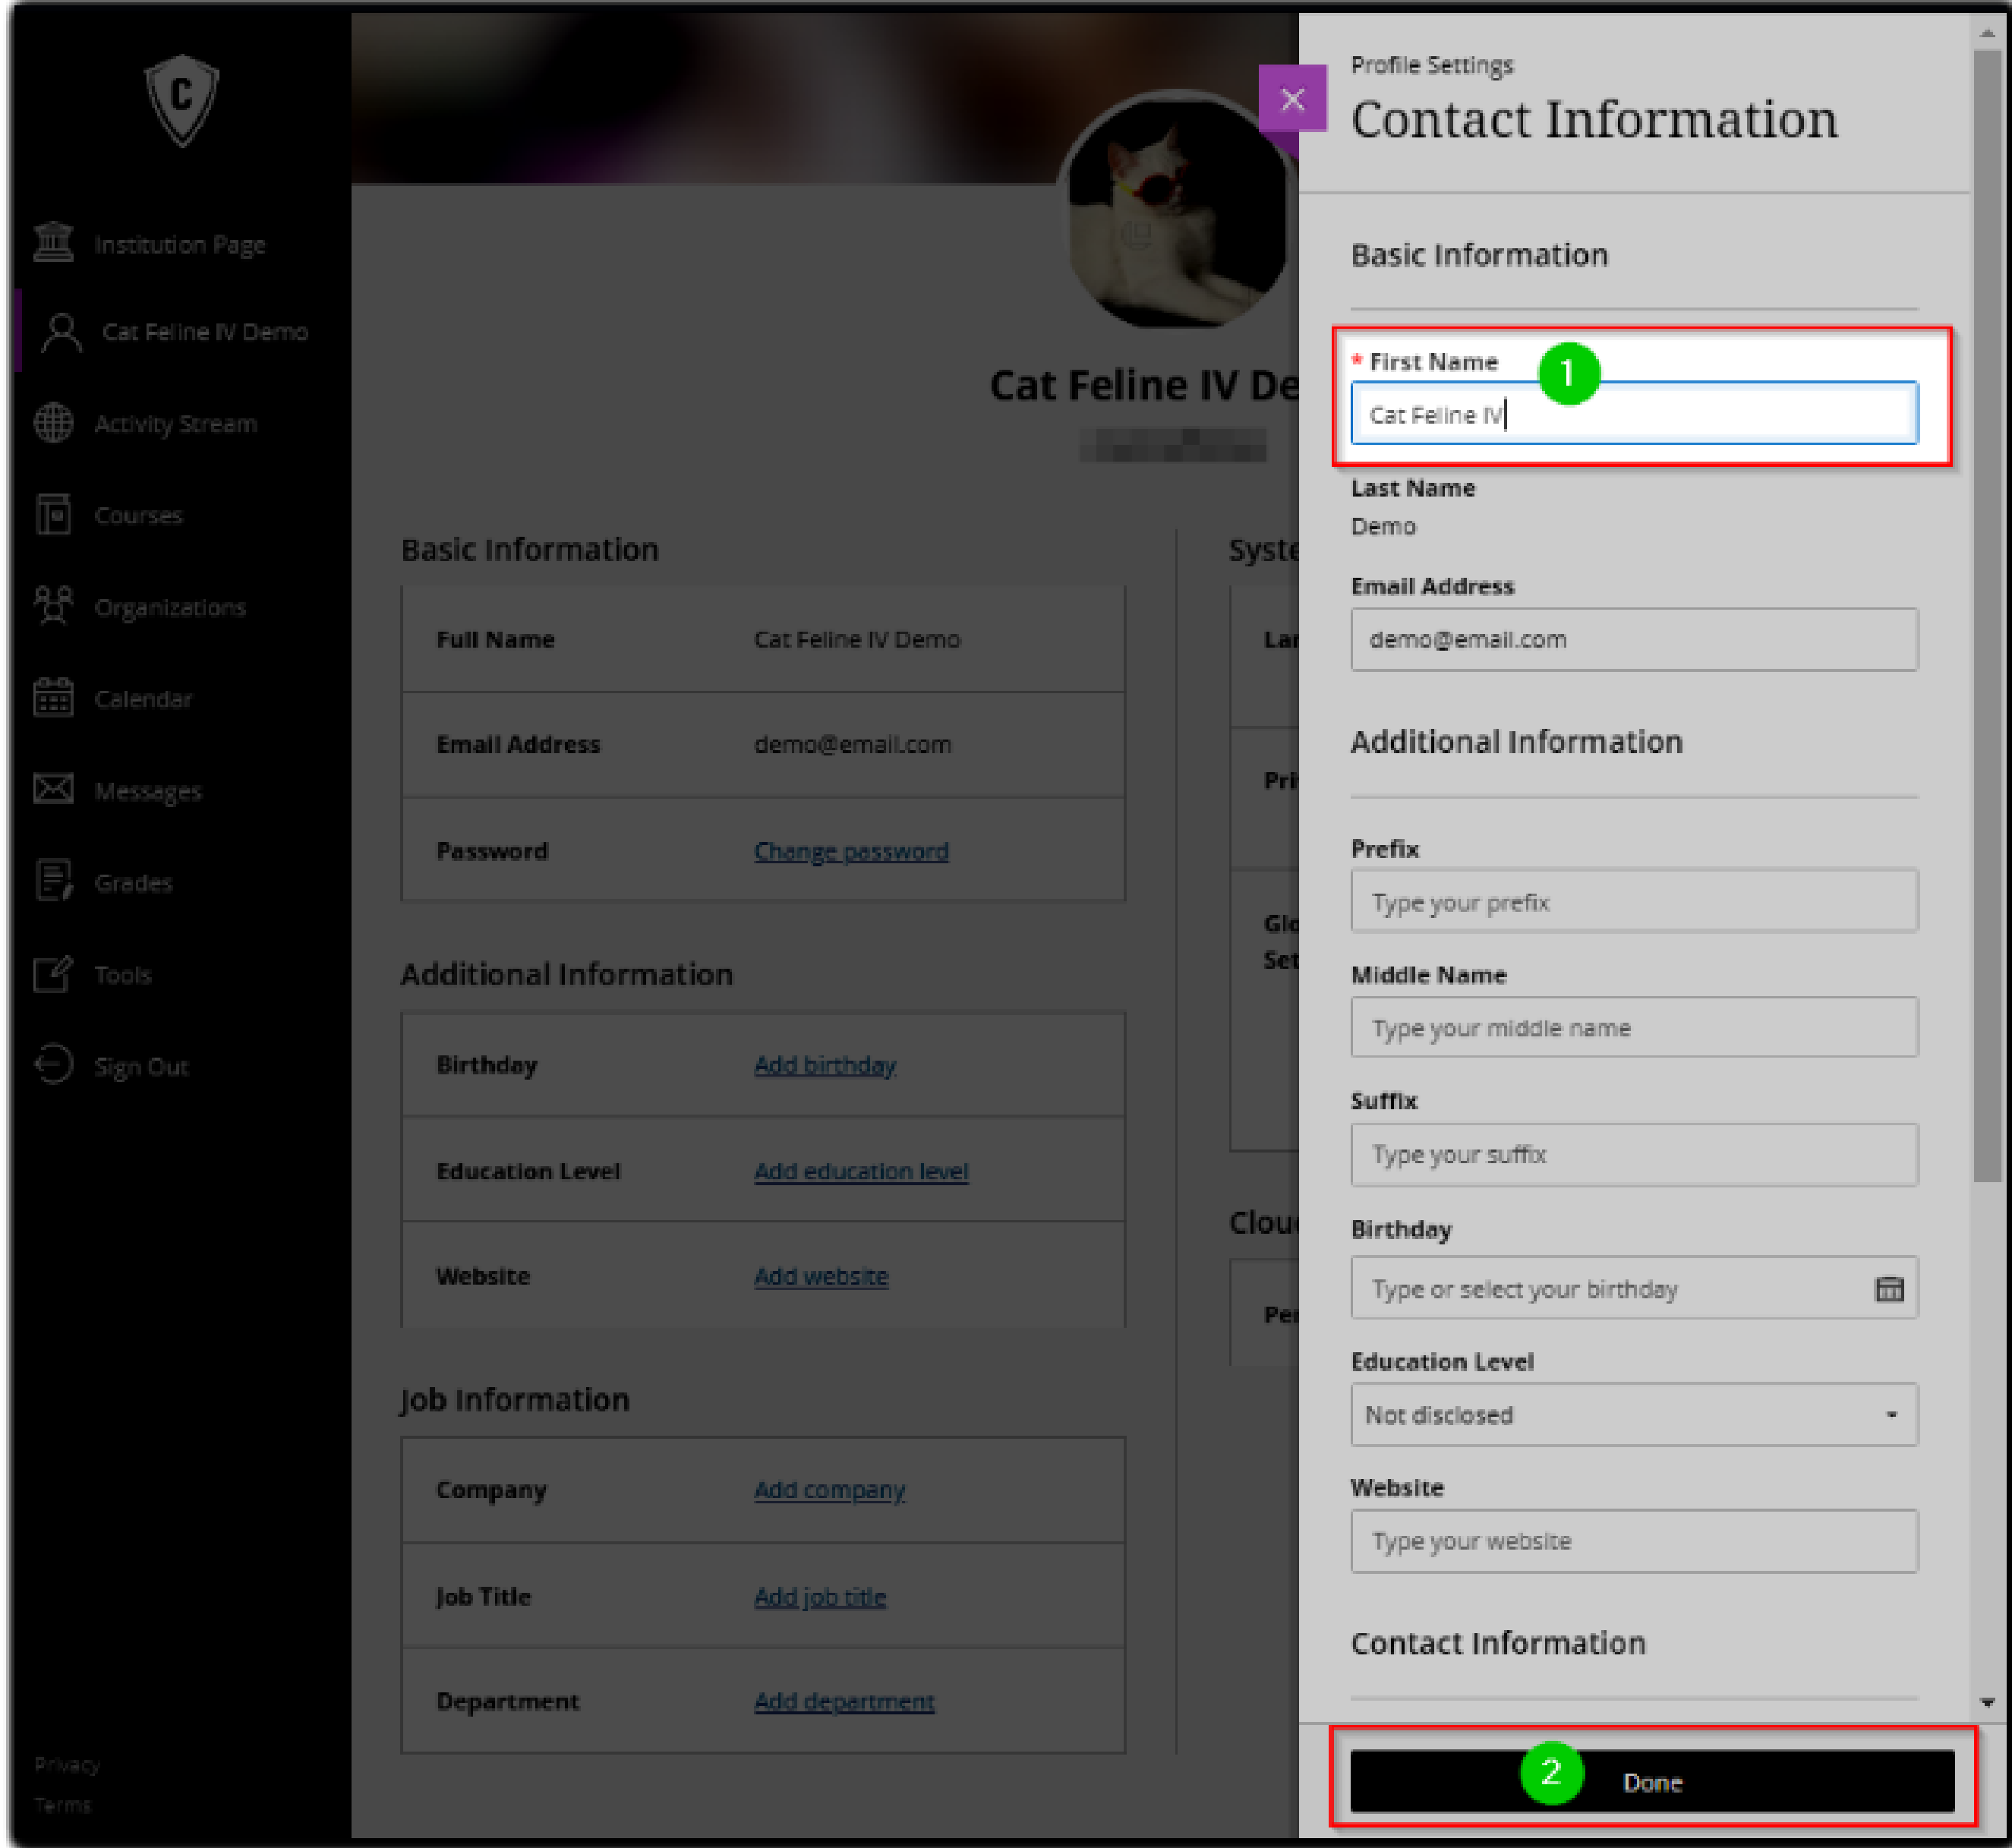 C
Institution Page
Cat Feline IV Demo
Activity Stream
Courses
Organizations
Calendar
Messages
Grades
Tools
Sign Out
Privacy
Terms
Cat Feline IV De
Basic Information
Full Name Cat Feline IV Demo
Email Address demo@email.com
Password Change password
Additional Information
Birthday Add birthday
Education Level Add education level
Website Add website
Job Information
Company Add company
Job Title Add job title
Department Add department
Syste
Lan
Pri
Glo
Set
Clou
Per
Profile Settings
Contact Information
Basic Information
* First Name
1
Cat Feline IV
Last Name
Demo
Email Address
demo@email.com
Additional Information
Prefix
Type your prefix
Middle Name
Type your middle name
Suffix
Type your suffix
Birthday
Type or select your birthday
Education Level
Not disclosed
Website
Type your website
Contact Information
2 Done